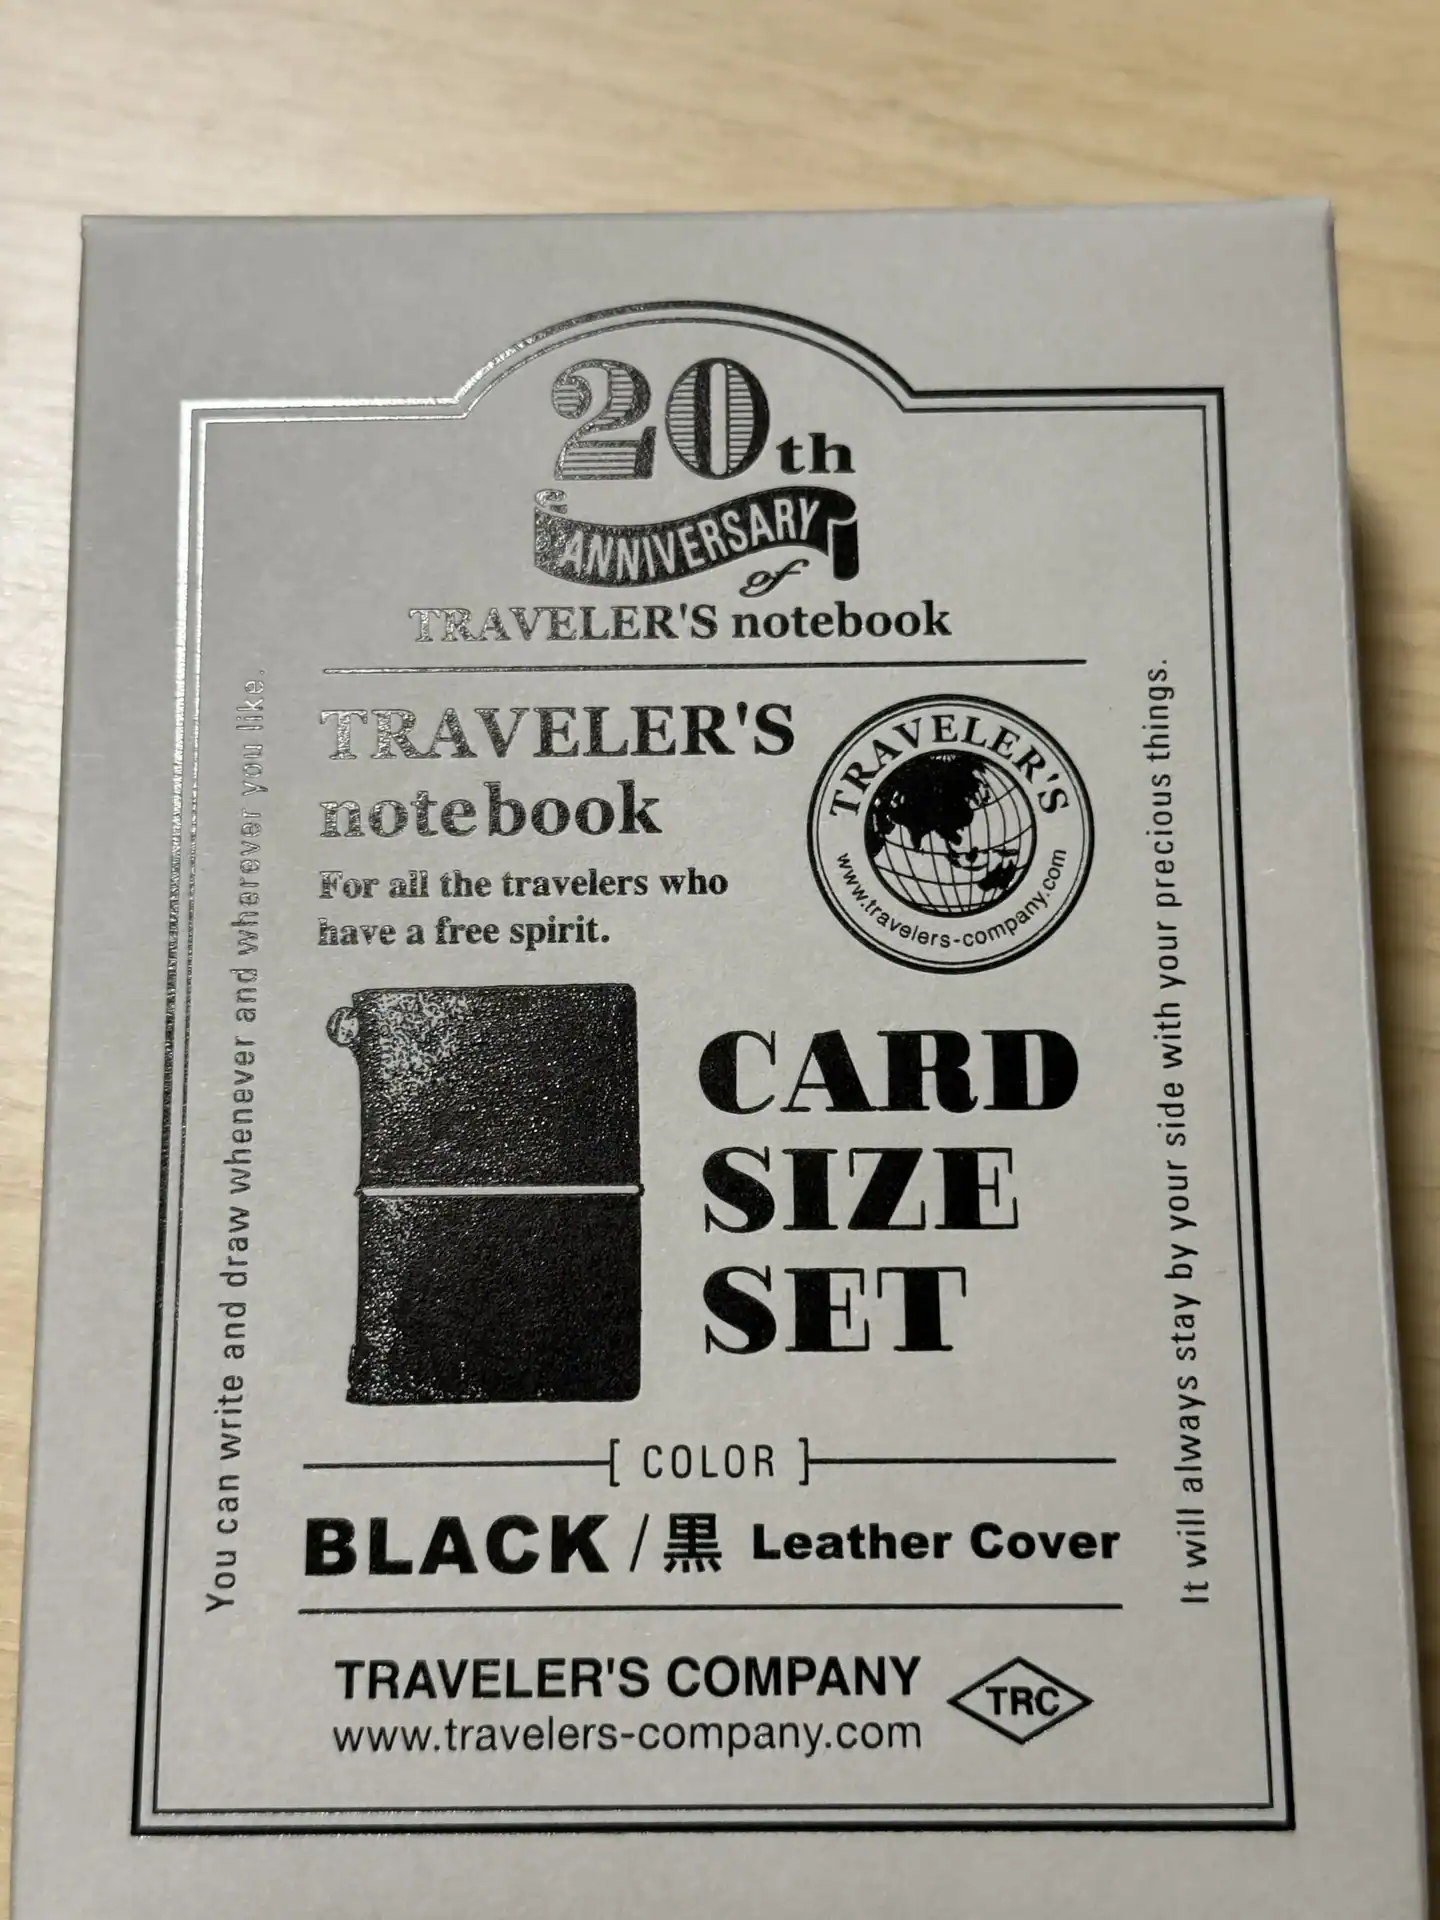 20th
ANNIVERSARY
of
TRAVELER'S notebook
TRAVELER'S
notebook
For all the travelers who
have a free spirit.
TRAVELER'S
www.travelers-company.com
CARD
SIZE
SET
[ COLOR ]
BLACK / 黒 Leather Cover
TRAVELER'S COMPANY
www.travelers-company.com
TRC
You can write and draw whenever and wherever you like.
It will always stay by your side with your precious things.